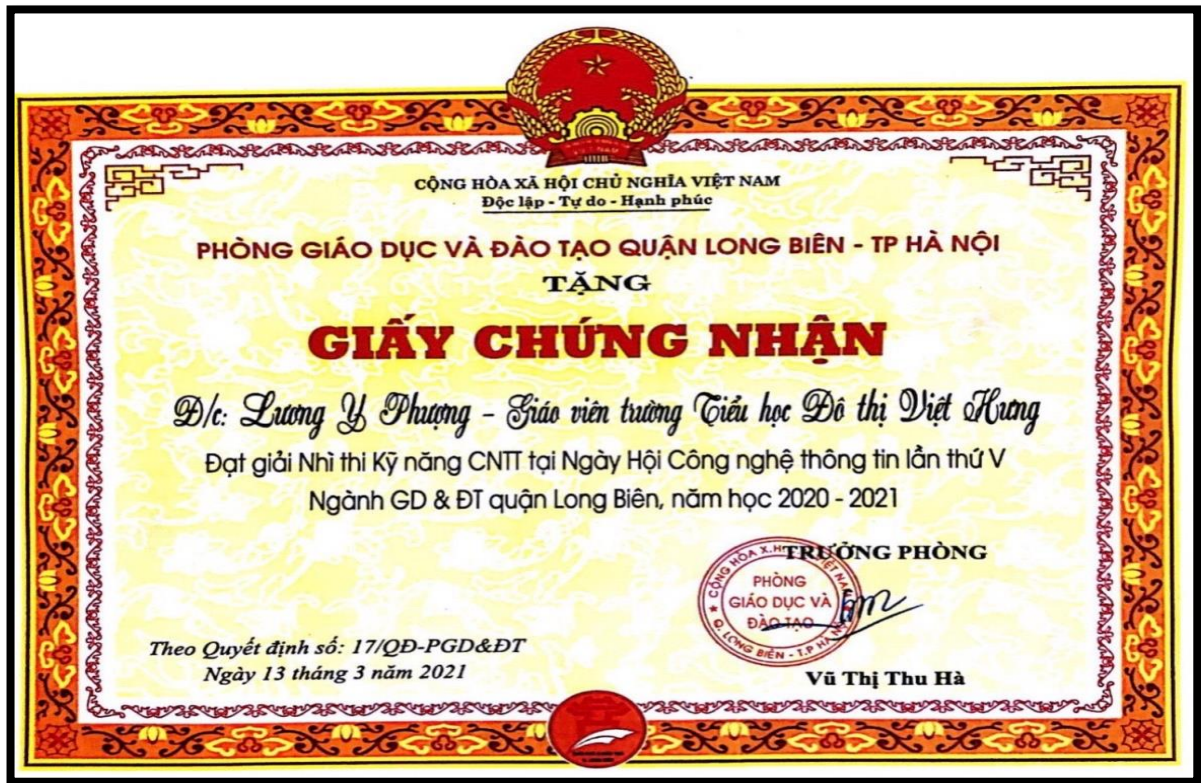 CỘNG HÒA XÃ HỘI CHỦ NGHĨA VIỆT NAM
Độc lập - Tự do - Hạnh phúc
PHÒNG GIÁO DỤC VÀ ĐÀO TẠO QUẬN LONG BIÊN - TP HÀ NỘI
TẶNG
GIẤY CHỨNG NHẬN
Đ/c: Lương Y Phượng - Giáo viên trường Tiểu học Đô thị Việt Hưng
Đạt giải Nhì thi Kỹ năng CNTT tại Ngày Hội Công nghệ thông tin lần thứ V
Ngành GD & ĐT quận Long Biên, năm học 2020 - 2021
TRƯỞNG PHÒNG
PHÒNG
GIÁO DỤC VÀ
ĐÀO TẠO
Q. LONG BIÊN - T.P HÀ
Theo Quyết định số: 17/QĐ-PGD&ĐT
Ngày 13 tháng 3 năm 2021
Vũ Thị Thu Hà